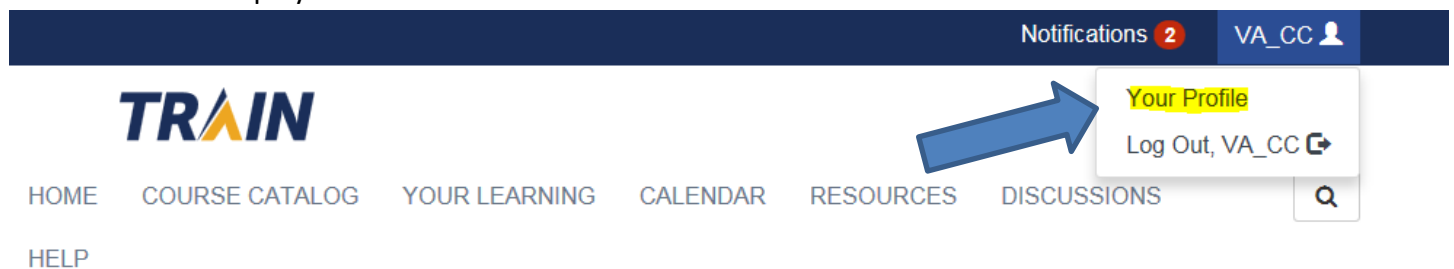 Notifications 2 VA_CC
TRAIN
Your Profile
Log Out, VA_CC
HOME COURSE CATALOG YOUR LEARNING CALENDAR RESOURCES DISCUSSIONS
HELP